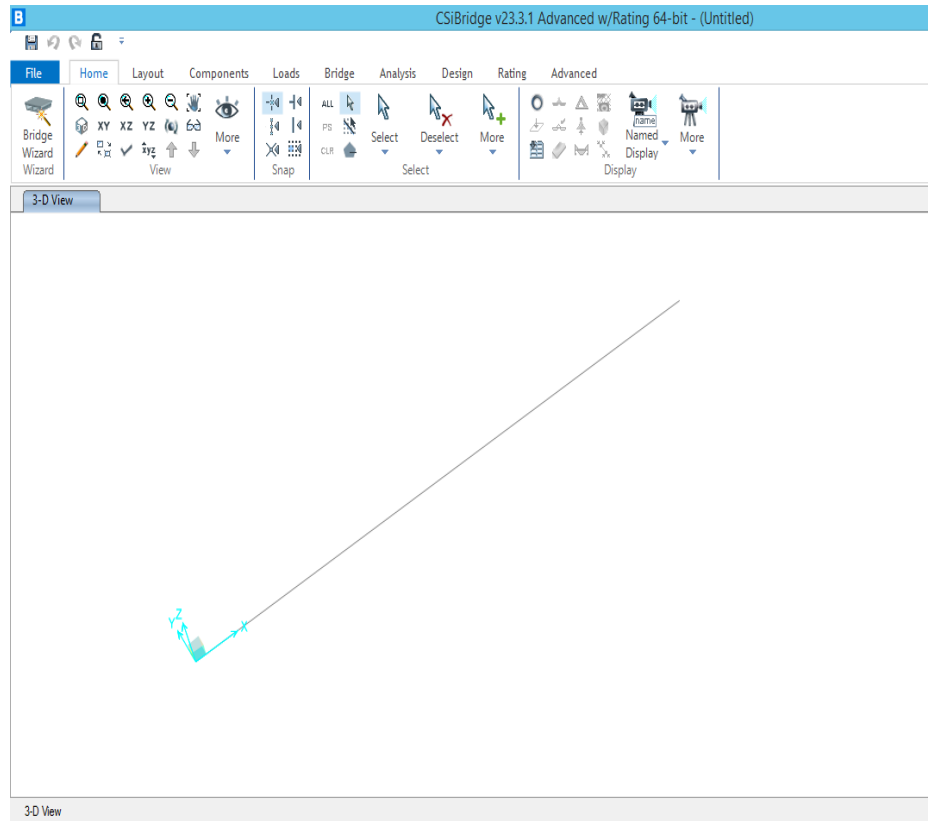 B CSiBridge v23.3.1 Advanced w/Rating 64-bit - (Untitled)
File Home Layout Components Loads Bridge Analysis Design Rating Advanced
ALL
XY XZ YZ PS name
Bridge Wizard More Select Deselect More Named Display More
xyz CLR
Wizard View Snap Select Display
3-D View
Z
Y X
3-D View